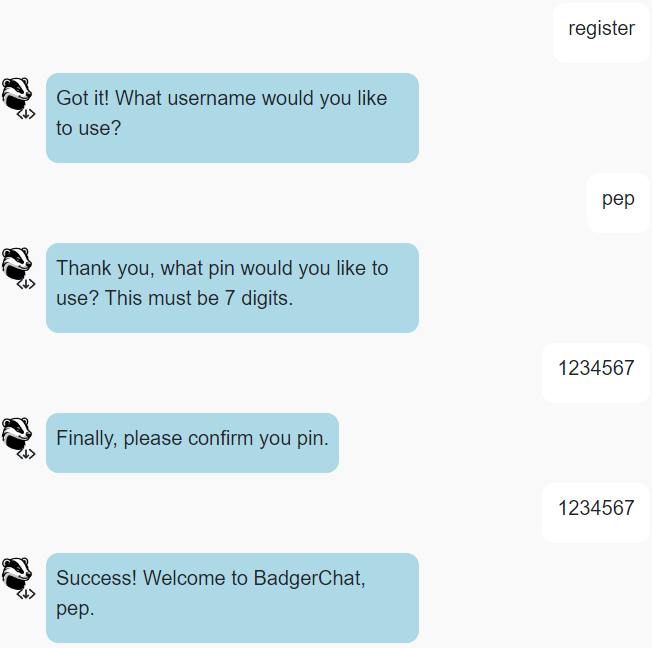 register
Got it! What username would you like
to use?
pep
Thank you, what pin would you like to
use? This must be 7 digits.
1234567
Finally, please confirm you pin.
1234567
Success! Welcome to BadgerChat,
pep.